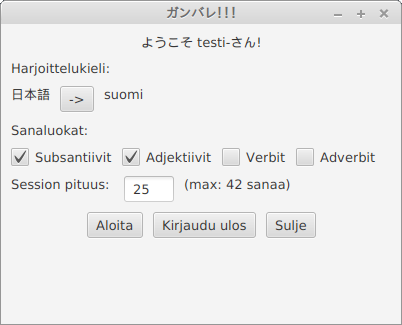 ガンバレ!!!
ようこそ testi-さん!
Harjoittelukieli:
日本語 -> suomi
Sanaluokat:
Subsantiivit Adjektiivit Verbit Adverbit
Session pituus: 25 (max: 42 sanaa)
Aloita Kirjaudu ulos Sulje